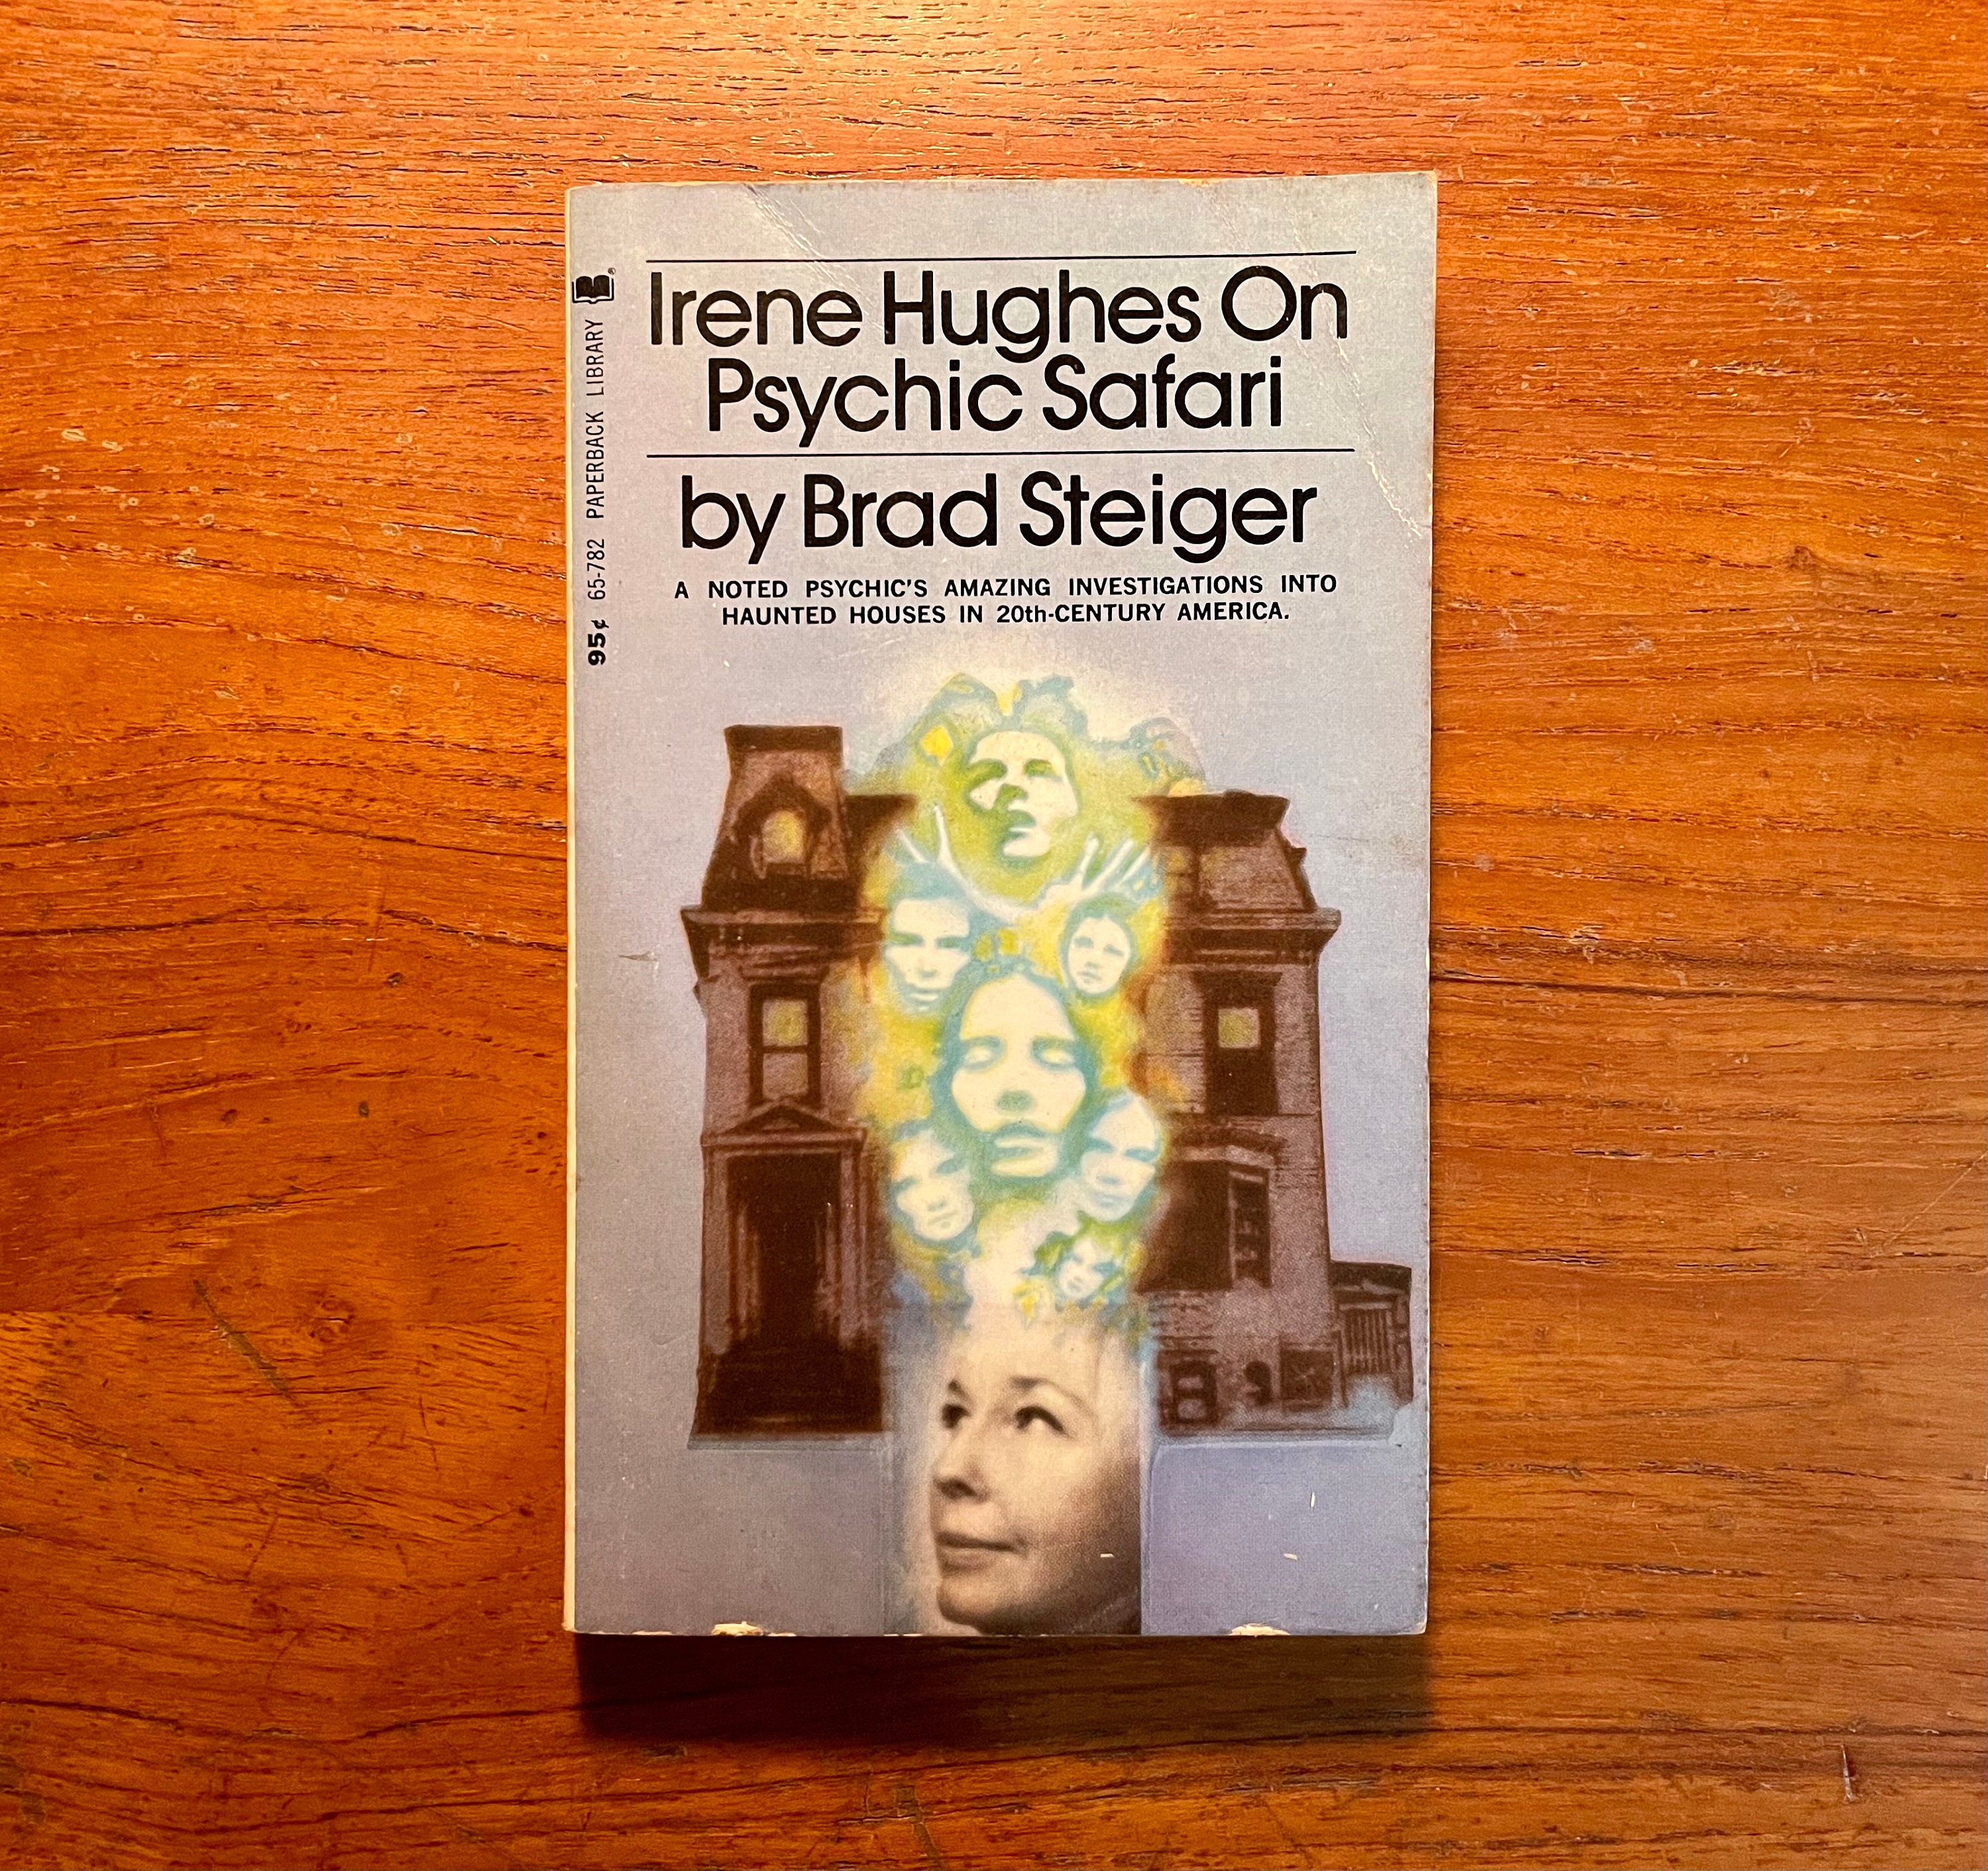 Irene Hughes On
Psychic Safari
by Brad Steiger
A NOTED PSYCHIC'S AMAZING INVESTIGATIONS INTO
HAUNTED HOUSES IN 20th-CENTURY AMERICA.
95¢ 65-782 PAPERBACK LIBRARY B®